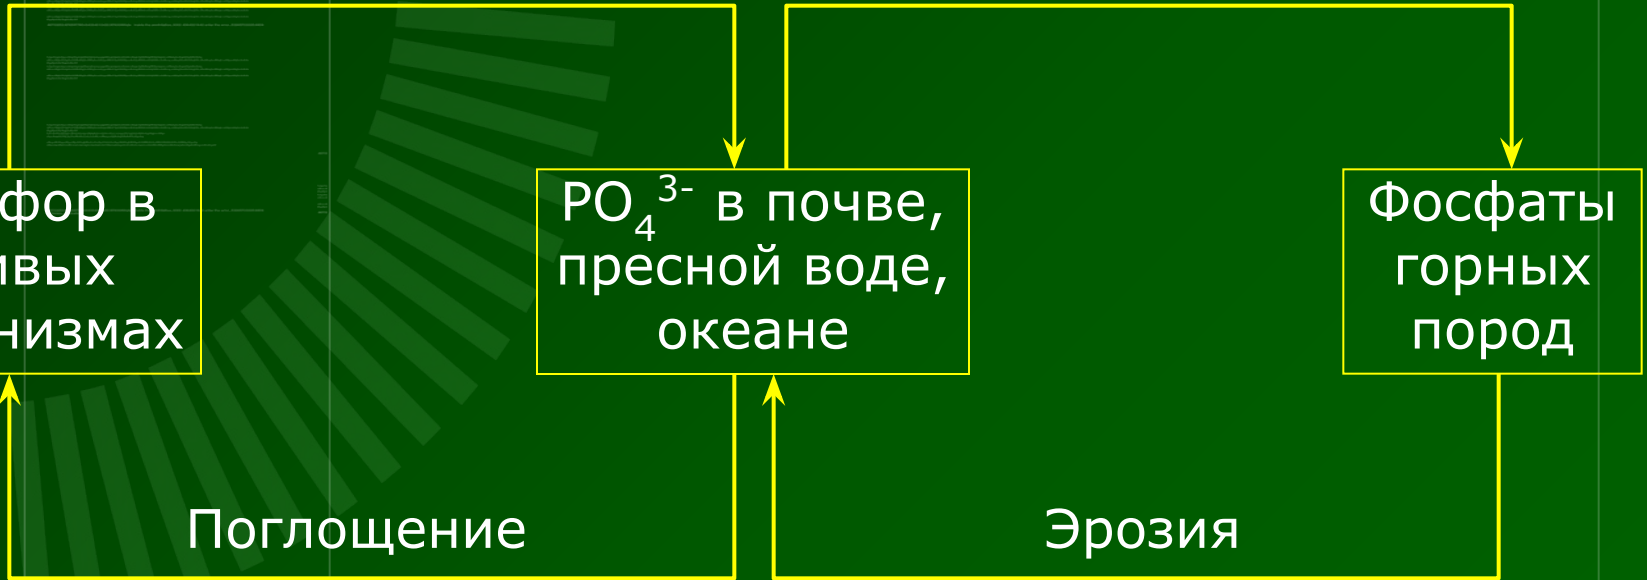 фор в
ивых
низмах
PO₄³⁻ в почве,
пресной воде,
океане
Фосфаты
горных
пород
Поглощение
Эрозия